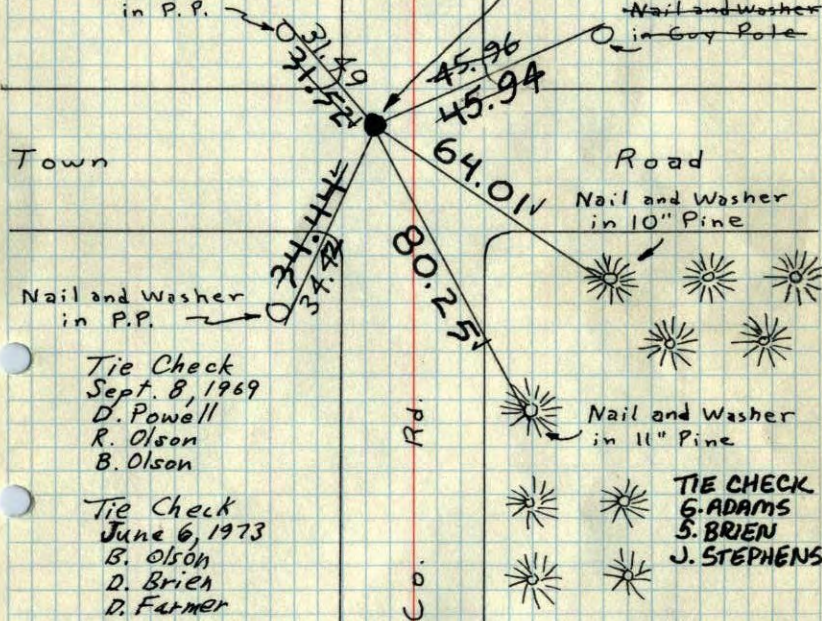 in P.P.
Nail and Washer
in Guy Pole
31.49
31.52
45.96
45.94
Town
64.01
Road
Nail and Washer
in 10" Pine
34.44
34.42
80.25
Nail and Washer
in P.P.
Tie Check
Sept. 8, 1969
D. Powell
R. Olson
B. Olson
Co. Rd.
Nail and Washer
in 11" Pine
Tie Check
June 6, 1973
B. Olson
D. Brien
D. Farmer
TIE CHECK
G. ADAMS
S. BRIEN
J. STEPHENS